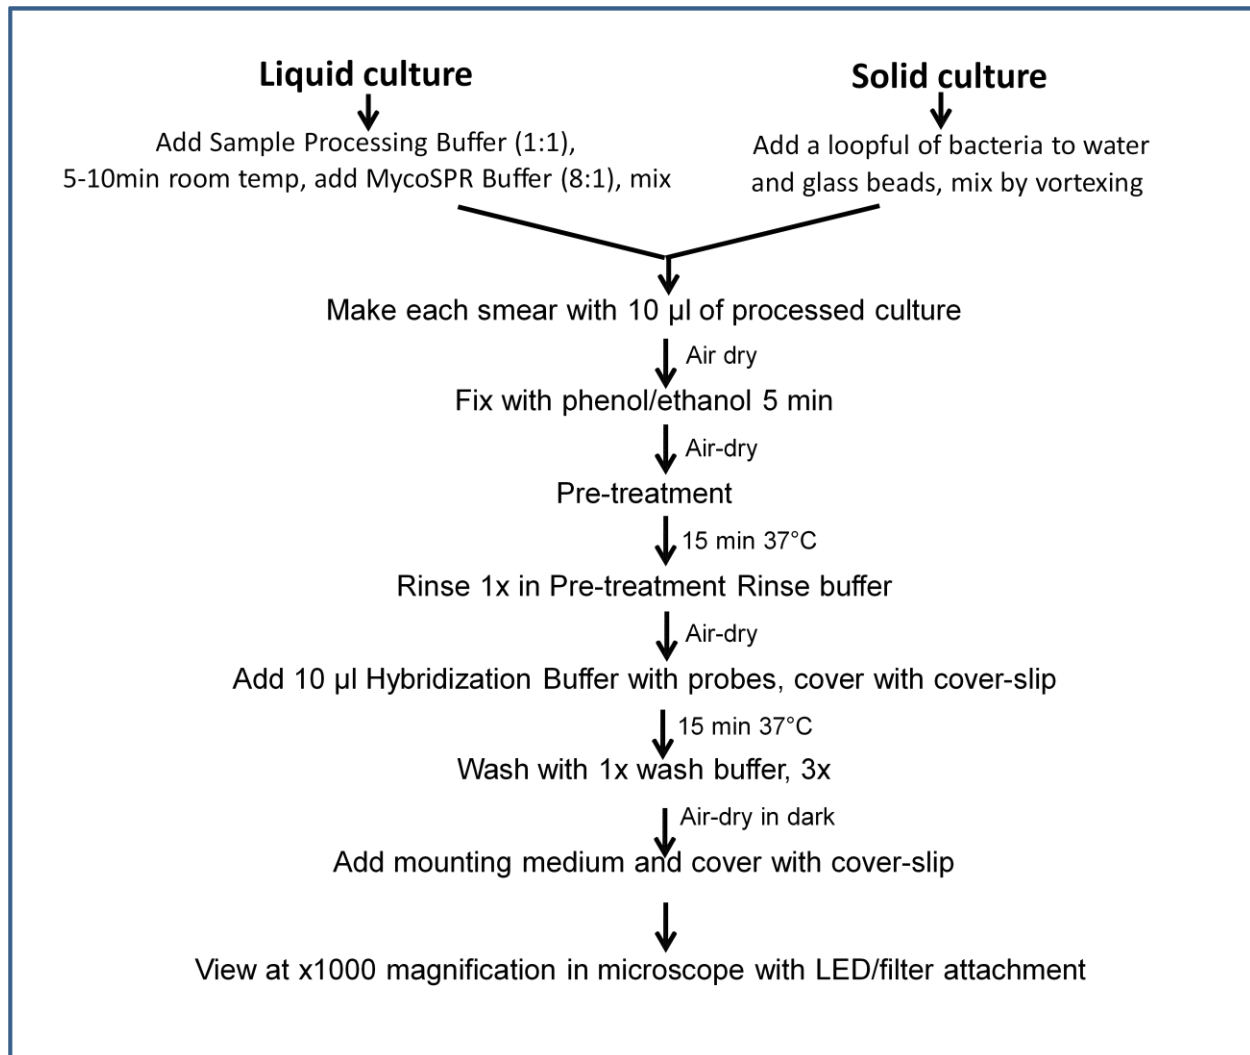 Liquid culture
Add Sample Processing Buffer (1:1),
5-10min room temp, add MycoSPR Buffer (8:1), mix
Solid culture
Add a loopful of bacteria to water
and glass beads, mix by vortexing
Make each smear with 10 µl of processed culture
Air dry
Fix with phenol/ethanol 5 min
Air-dry
Pre-treatment
15 min 37°C
Rinse 1x in Pre-treatment Rinse buffer
Air-dry
Add 10 µl Hybridization Buffer with probes, cover with cover-slip
15 min 37°C
Wash with 1x wash buffer, 3x
Air-dry in dark
Add mounting medium and cover with cover-slip
View at x1000 magnification in microscope with LED/filter attachment